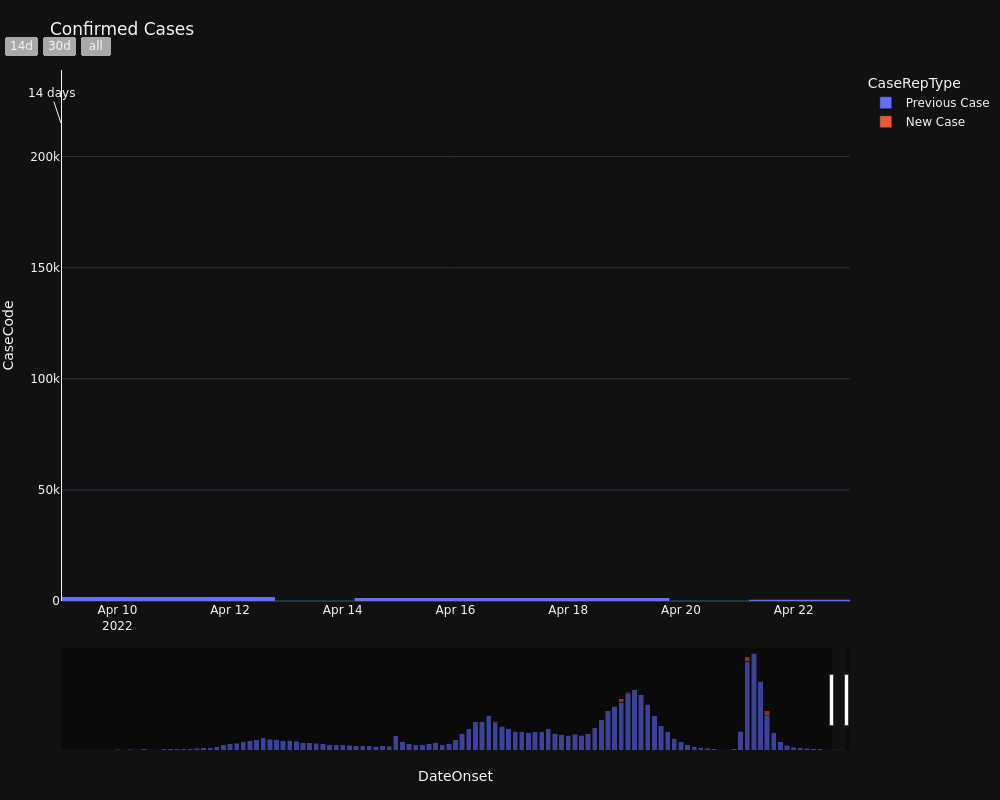 Confirmed Cases
14d 30d all
14 days
CaseRepType
Previous Case
New Case
200k
150k
100k
50k
0
CaseCode
Apr 10 Apr 12 Apr 14 Apr 16 Apr 18 Apr 20 Apr 22
2022
DateOnset